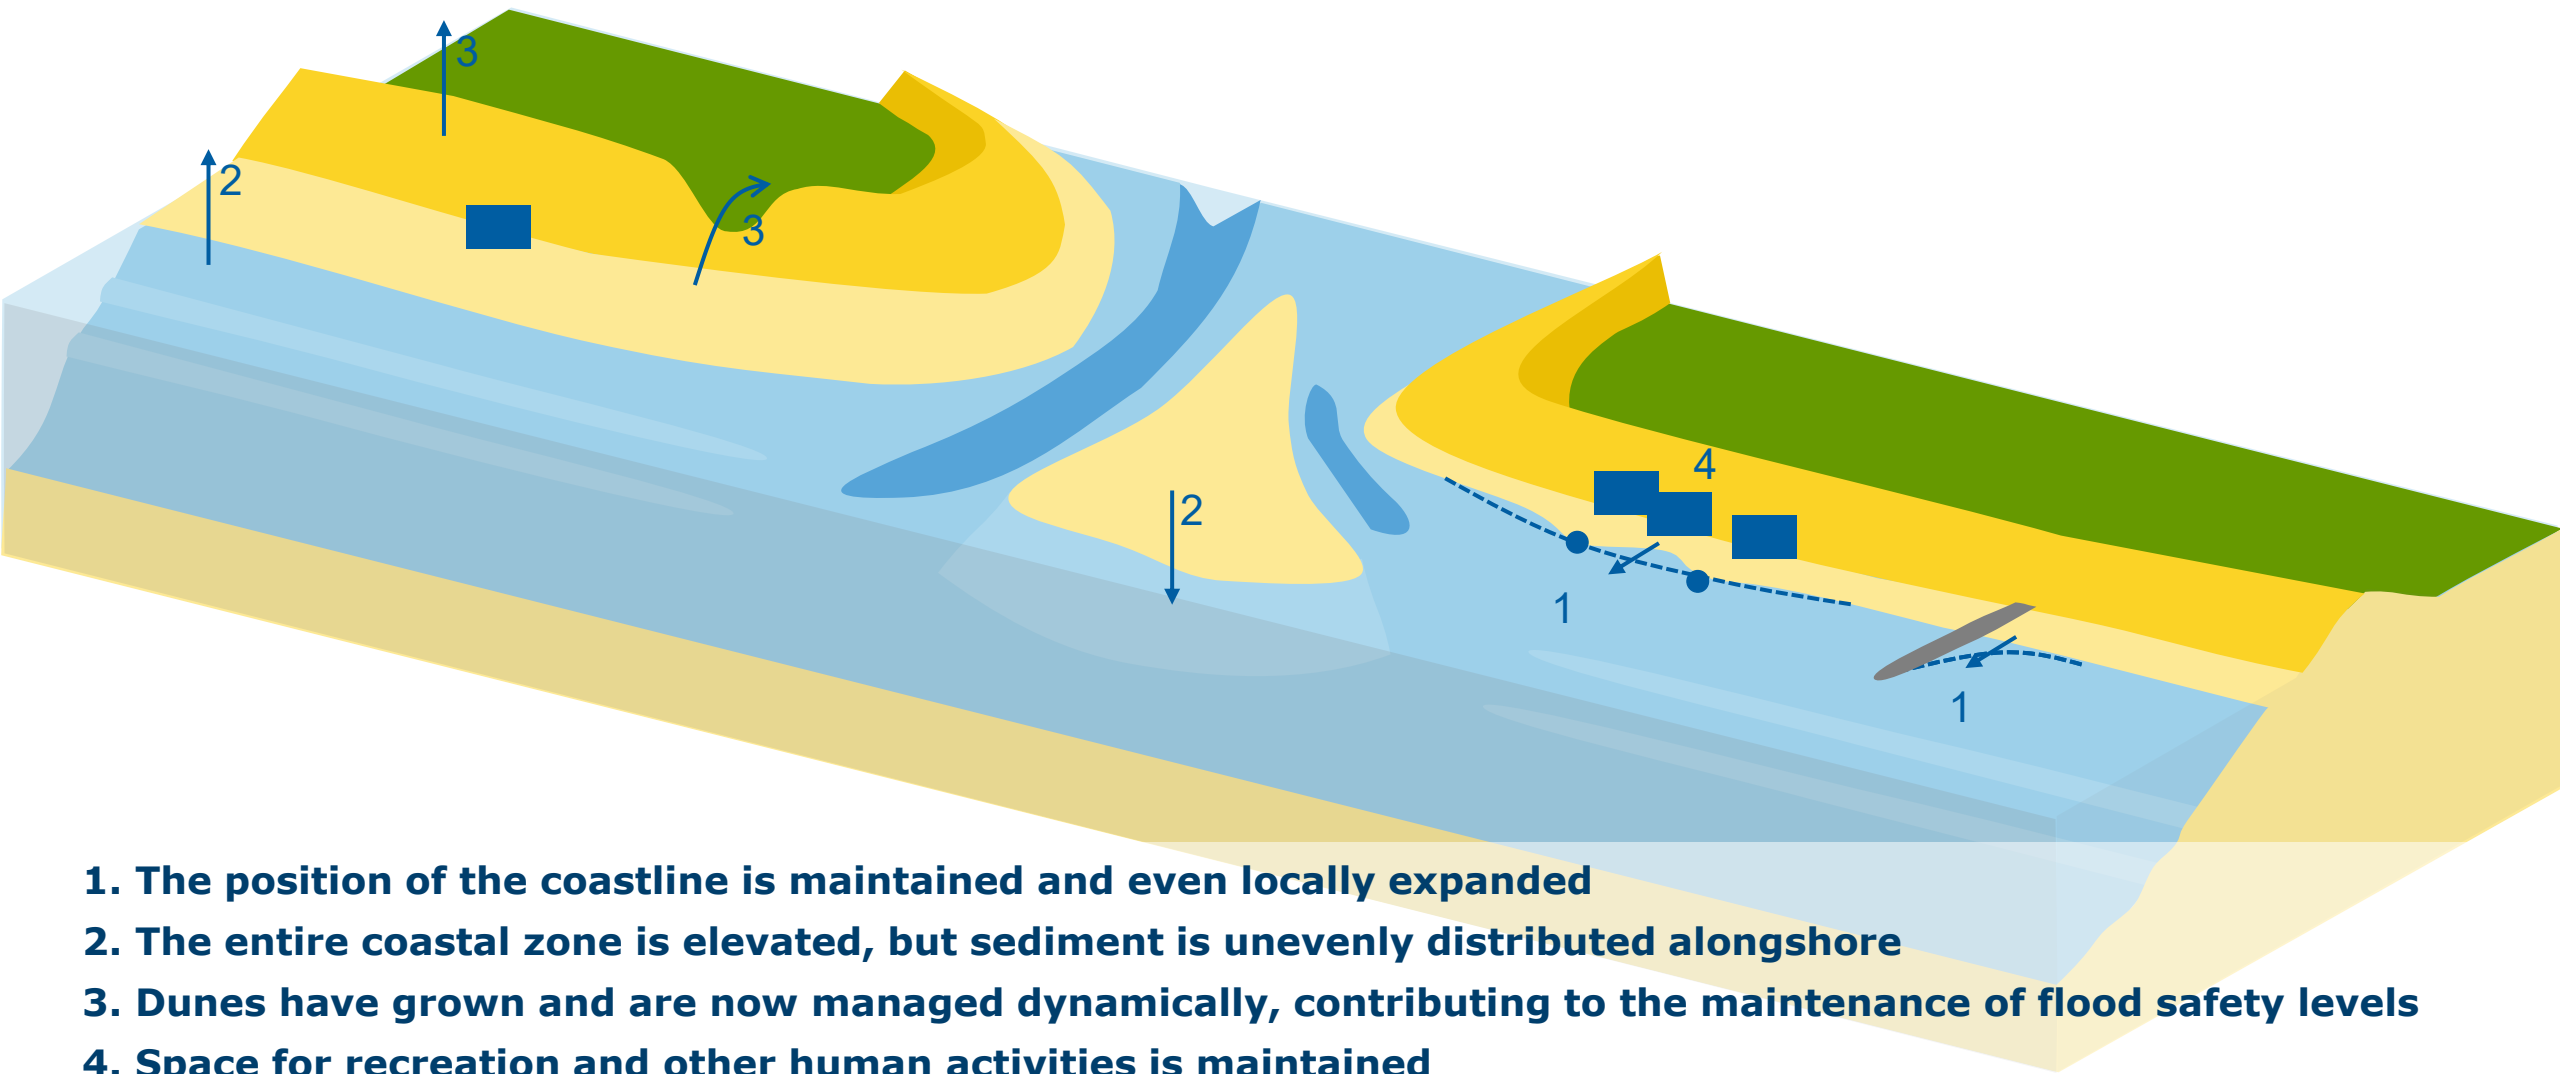 3
2
3
2
4
1
1
1. The position of the coastline is maintained and even locally expanded
2. The entire coastal zone is elevated, but sediment is unevenly distributed alongshore
3. Dunes have grown and are now managed dynamically, contributing to the maintenance of flood safety levels
4. Space for recreation and other human activities is maintained